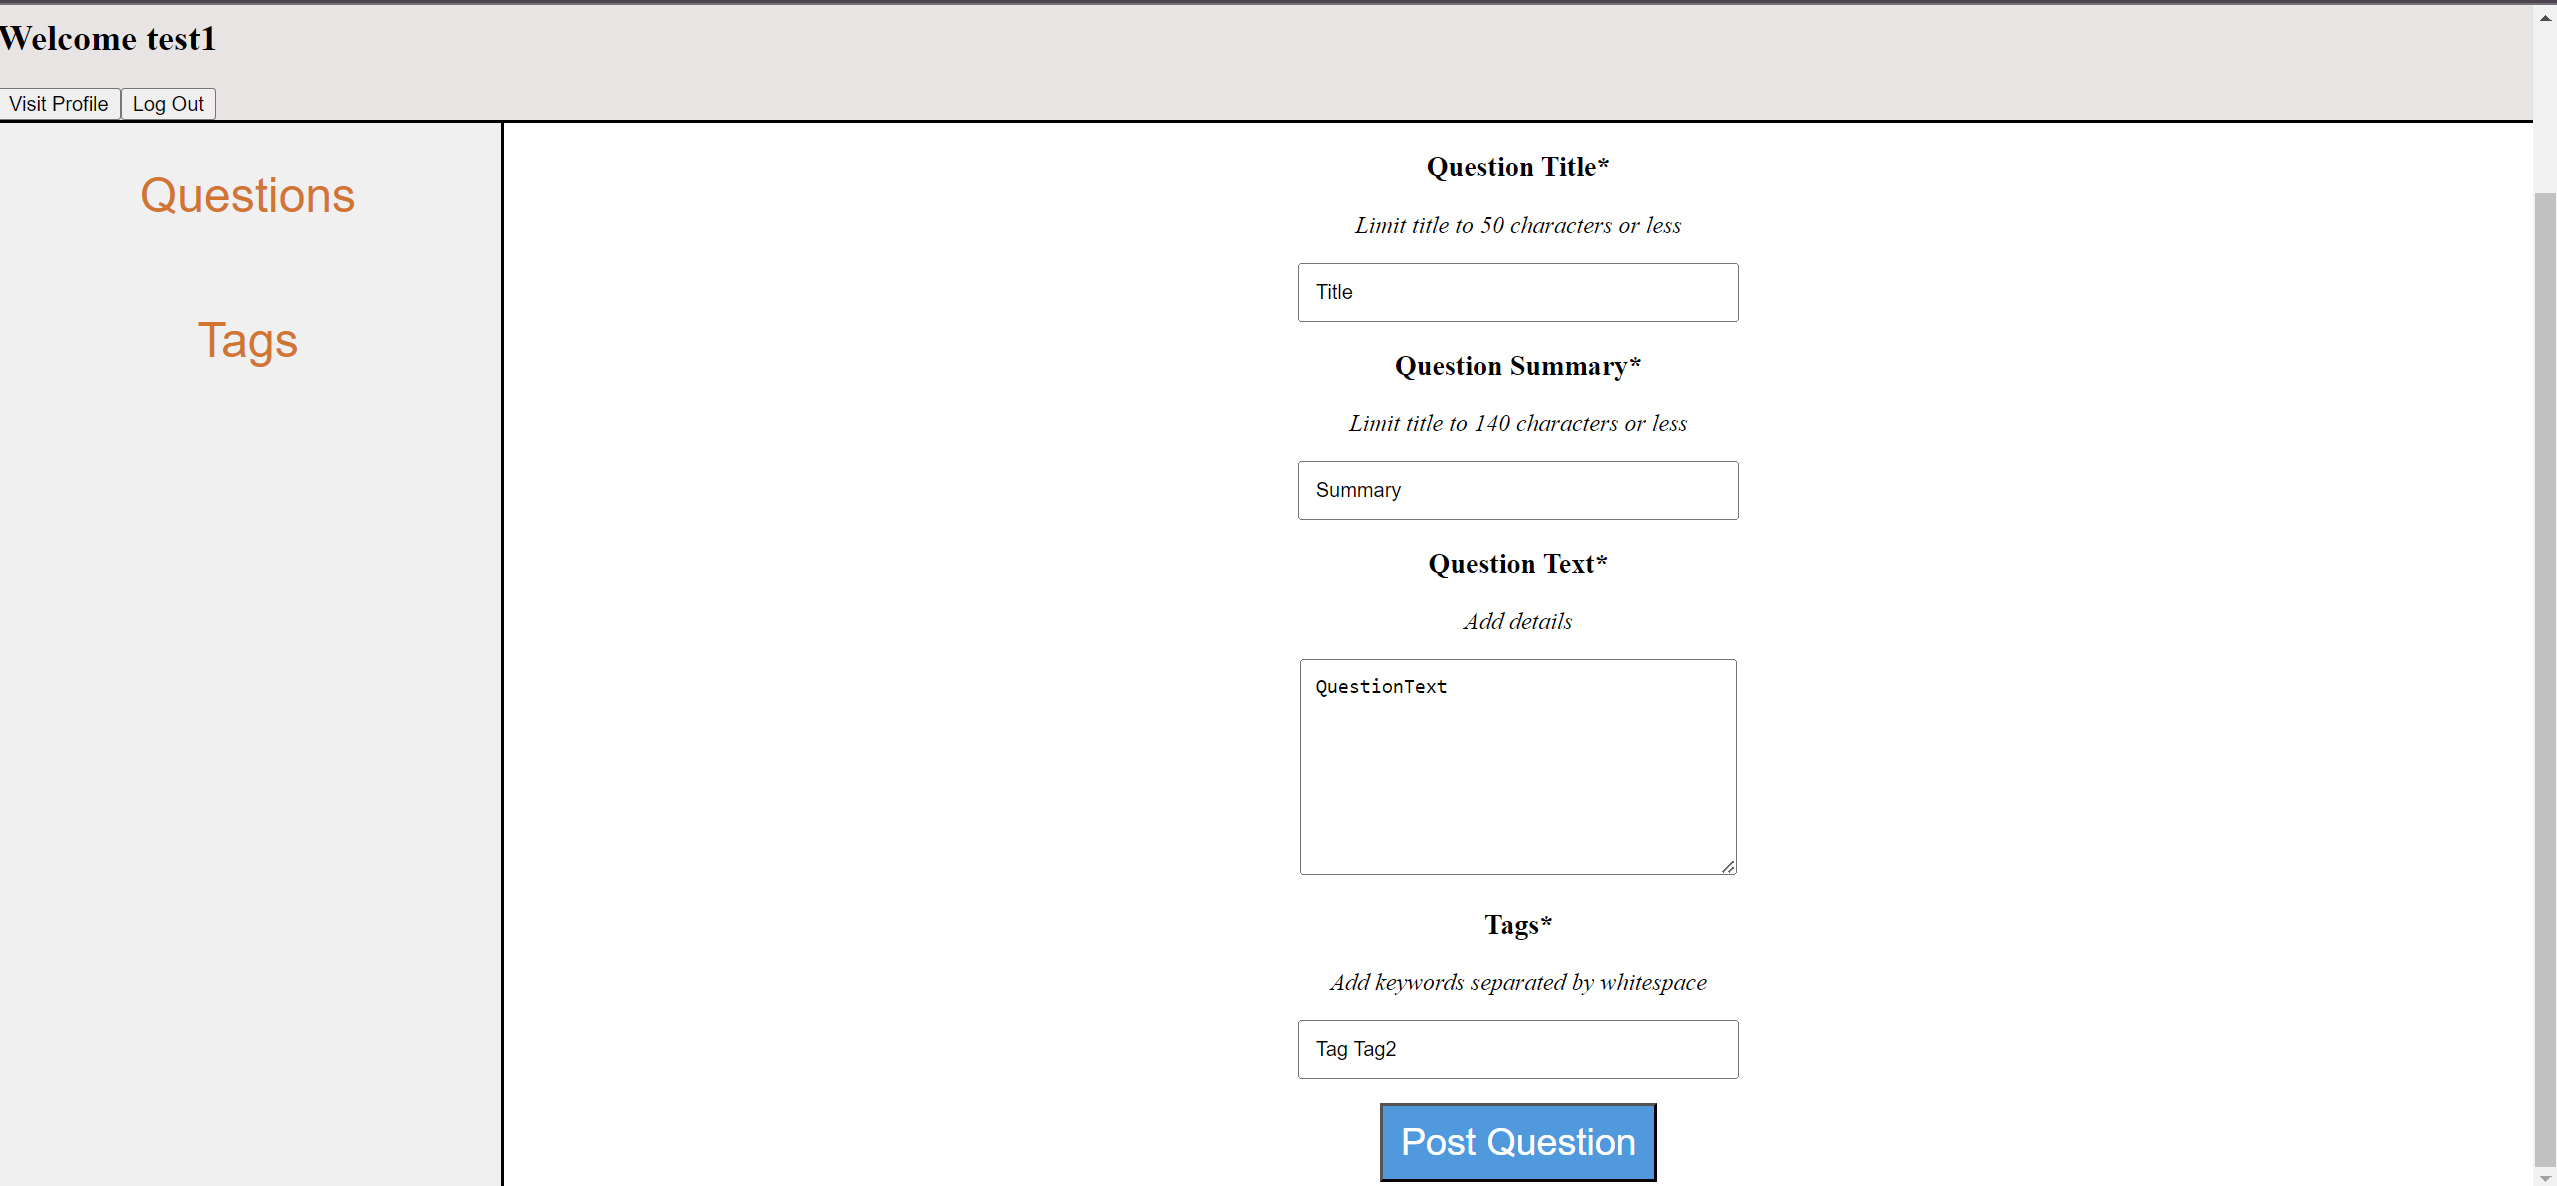 Welcome test1
Visit Profile Log Out
Questions
Tags
Question Title*
Limit title to 50 characters or less
Title
Question Summary*
Limit title to 140 characters or less
Summary
Question Text*
Add details
QuestionText
Tags*
Add keywords separated by whitespace
Tag Tag2
Post Question